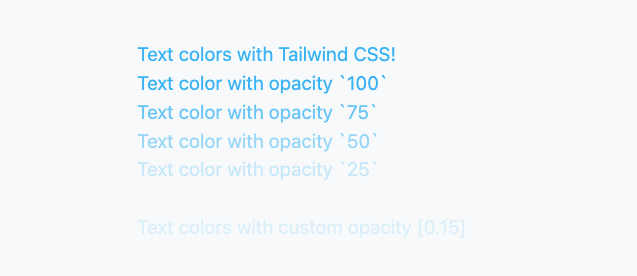 Text colors with Tailwind CSS!
Text color with opacity `100`
Text color with opacity `75`
Text color with opacity `50`
Text color with opacity `25`
Text colors with custom opacity [0.15]